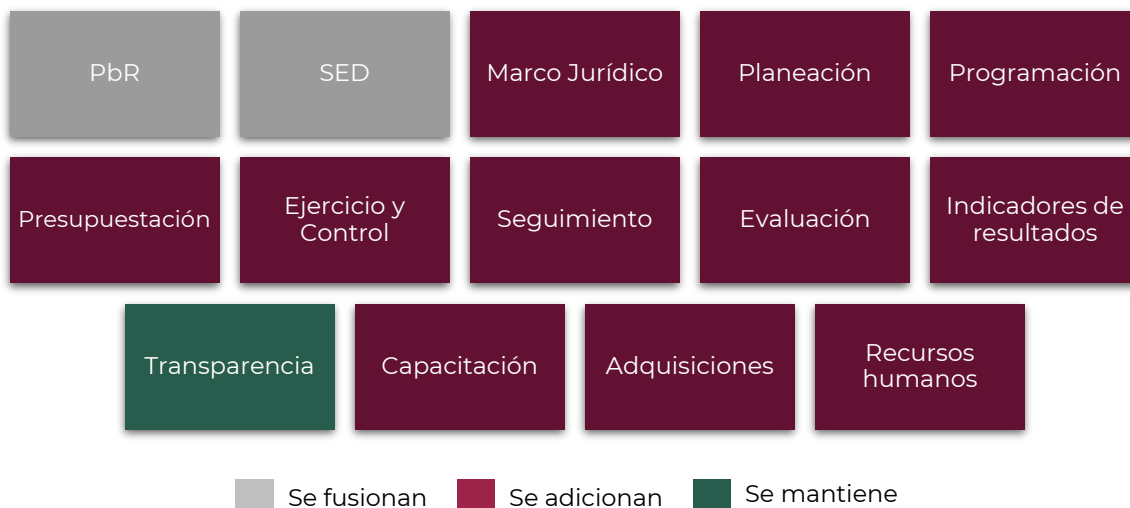 PbR
SED
Marco Jurídico
Planeación
Programación
Presupuestación
Ejercicio y
Control
Seguimiento
Evaluación
Indicadores de
resultados
Transparencia
Capacitación
Adquisiciones
Recursos
humanos
Se fusionan
Se adicionan
Se mantiene